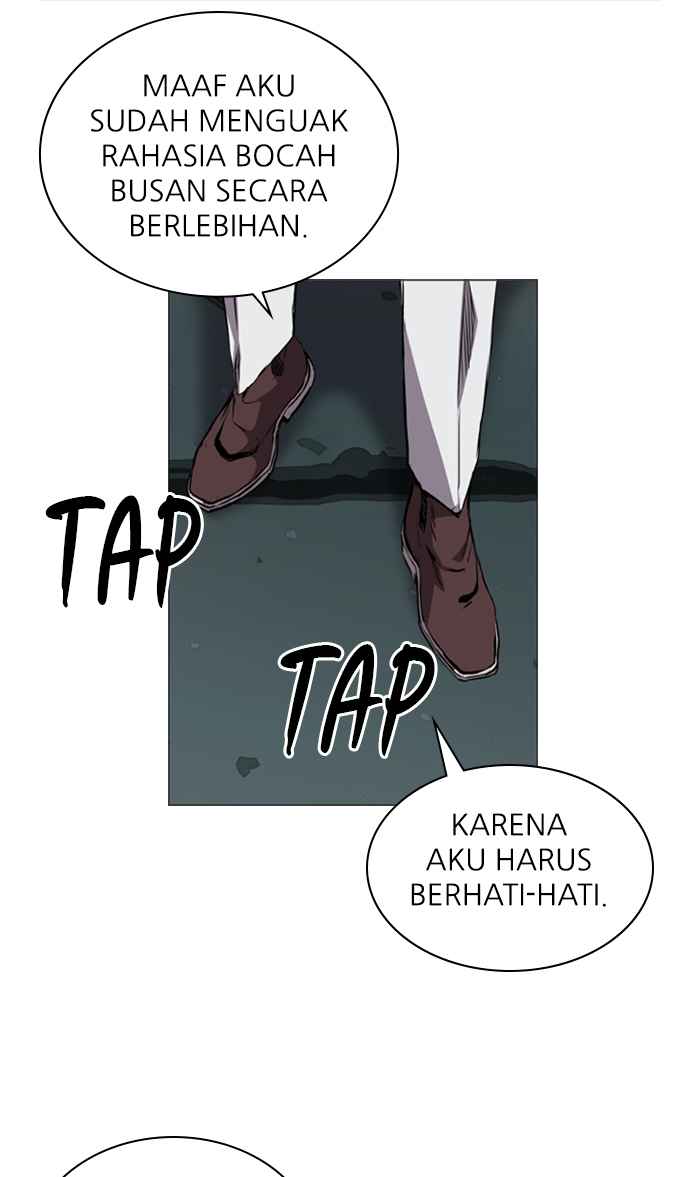 MAAF AKU
SUDAH MENGUAK
RAHASIA BOCAH
BUSAN SECARA
BERLEBIHAN.
TAP
TAP
KARENA
AKU HARUS
BERHATI-HATI.